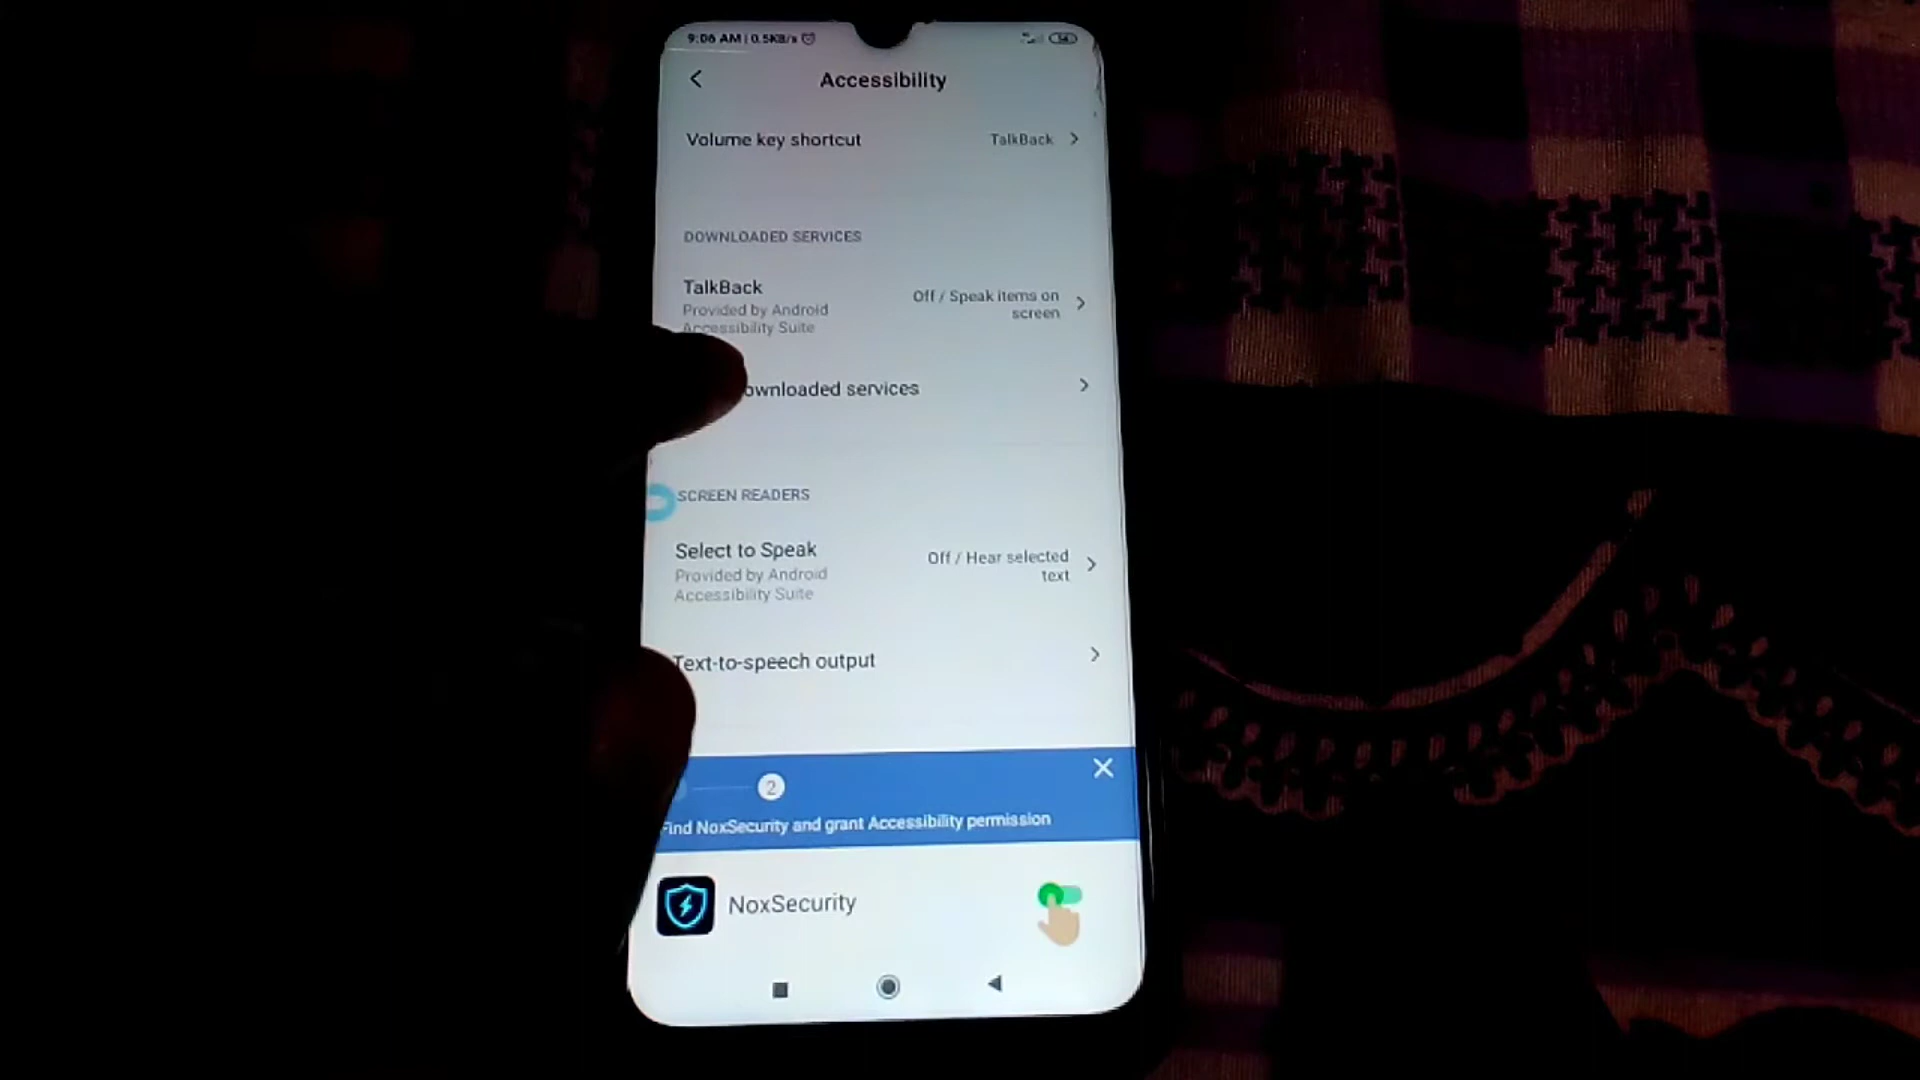 9:06 AM | 0.5KB/s
Accessibility
Volume key shortcut
TalkBack
DOWNLOADED SERVICES
TalkBack
Provided by Android
Accessibility Suite
Off / Speak items on
screen
ownloaded services
SCREEN READERS
Select to Speak
Provided by Android
Accessibility Suite
Off / Hear selected
text
Text-to-speech output
2
Find NoxSecurity and grant Accessibility permission
NoxSecurity